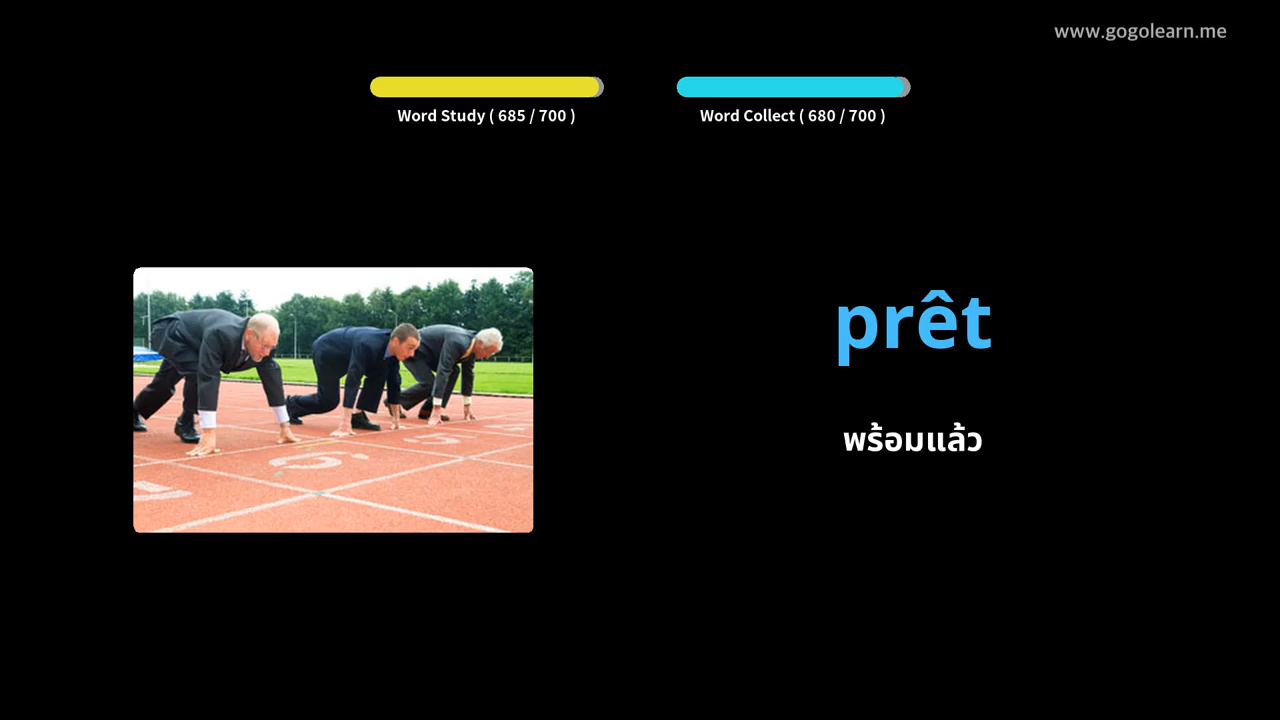 www.gogolearn.me
Word Study ( 685 / 700 )
Word Collect ( 680 / 700 )
prêt
พร้อมแล้ว